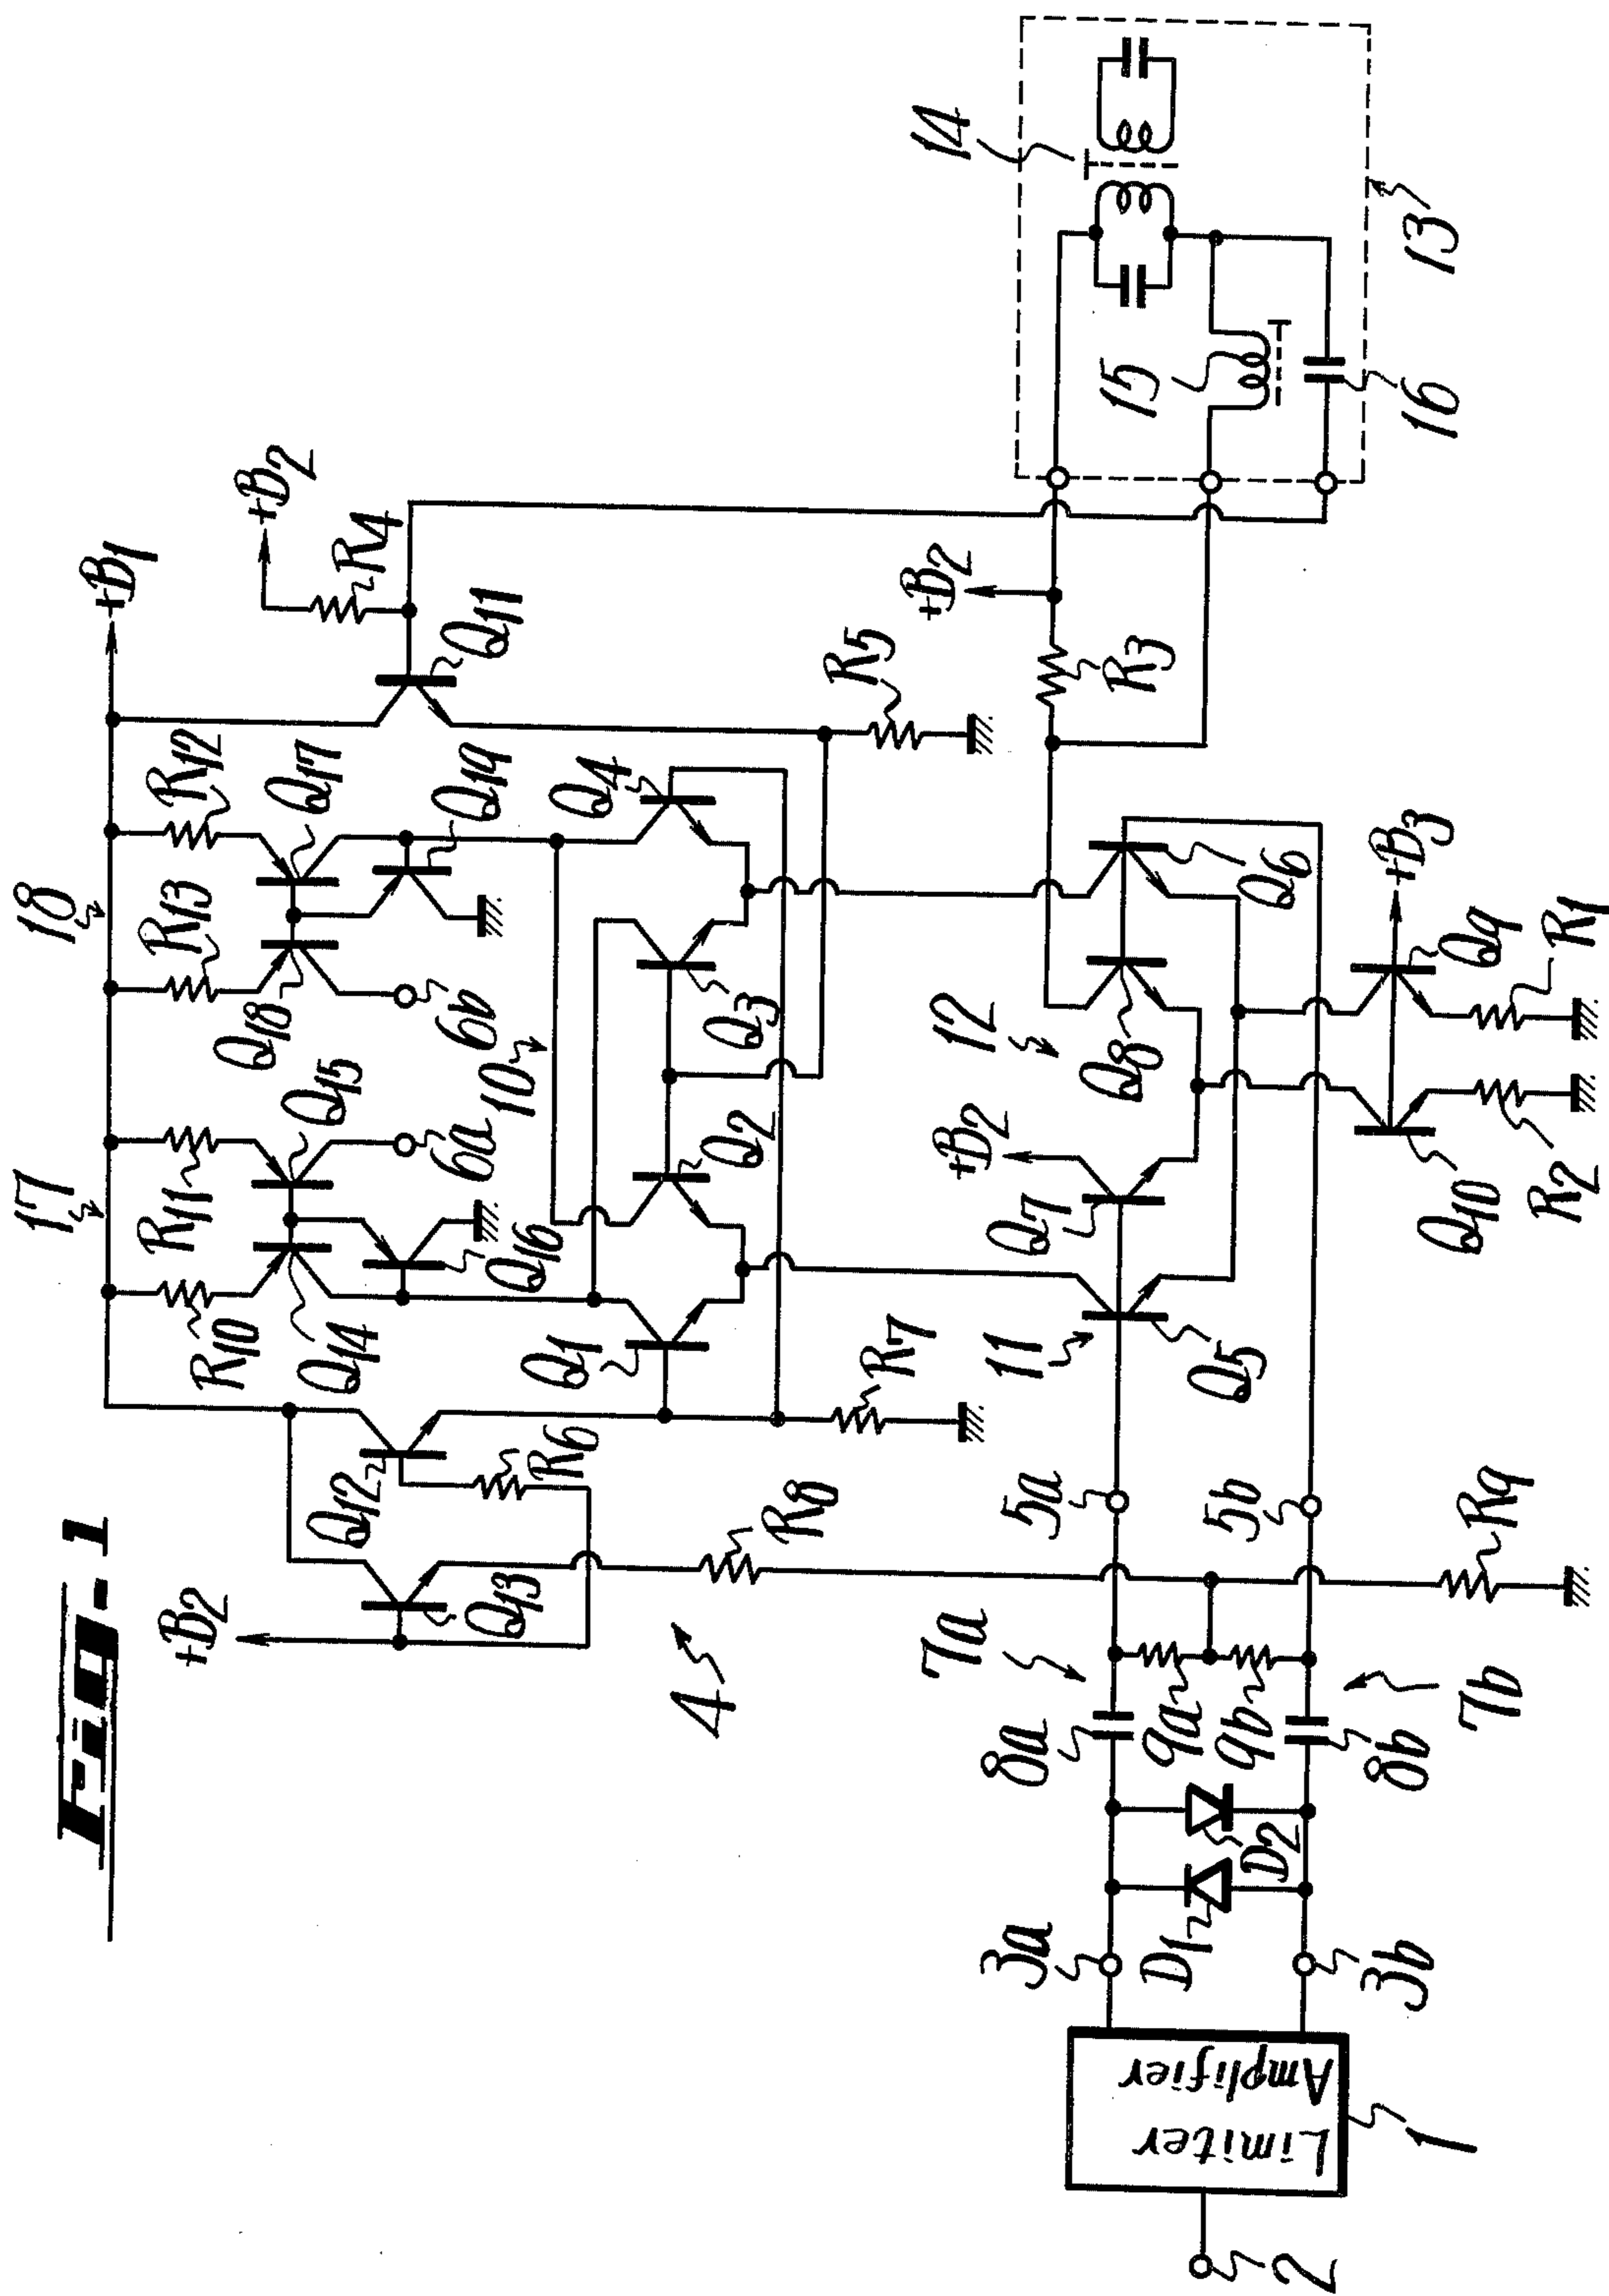 Fig-1
+B1
17
18
+B2
R10
R11
R13
R12
R4
Q14
Q15
Q18
Q17
Q12
Q13
+B2
Q16
6a
6b
Q19
Q11
R6
10
Q1
Q2
Q3
Q4
R8
R7
R5
4
+B2
+B2
14
11
Q7
12
R3
15
5a
7a
8a
3a
Q5
Q8
Q6
13
16
Limiter
Amplifier
D1
D2
9a
9b
5b
+B3
2
1
3b
8b
7b
R9
Q10
Q9
R2
R1